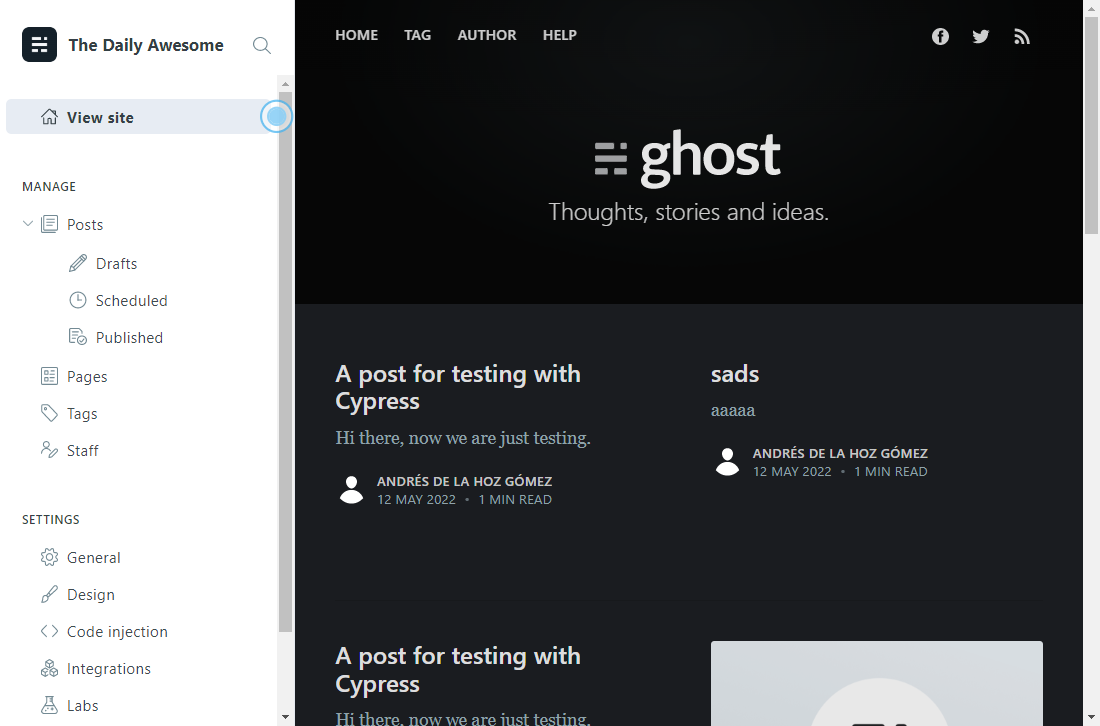 The Daily Awesome
View site
MANAGE
Posts
Drafts
Scheduled
Published
Pages
Tags
Staff
SETTINGS
General
Design
Code injection
Integrations
Labs
HOME TAG AUTHOR HELP
ghost
Thoughts, stories and ideas.
A post for testing with
Cypress
Hi there, now we are just testing.
ANDRÉS DE LA HOZ GÓMEZ
12 MAY 2022 • 1 MIN READ
sads
aaaaa
ANDRÉS DE LA HOZ GÓMEZ
12 MAY 2022 • 1 MIN READ
A post for testing with
Cypress
Hi there, now we are just testing.